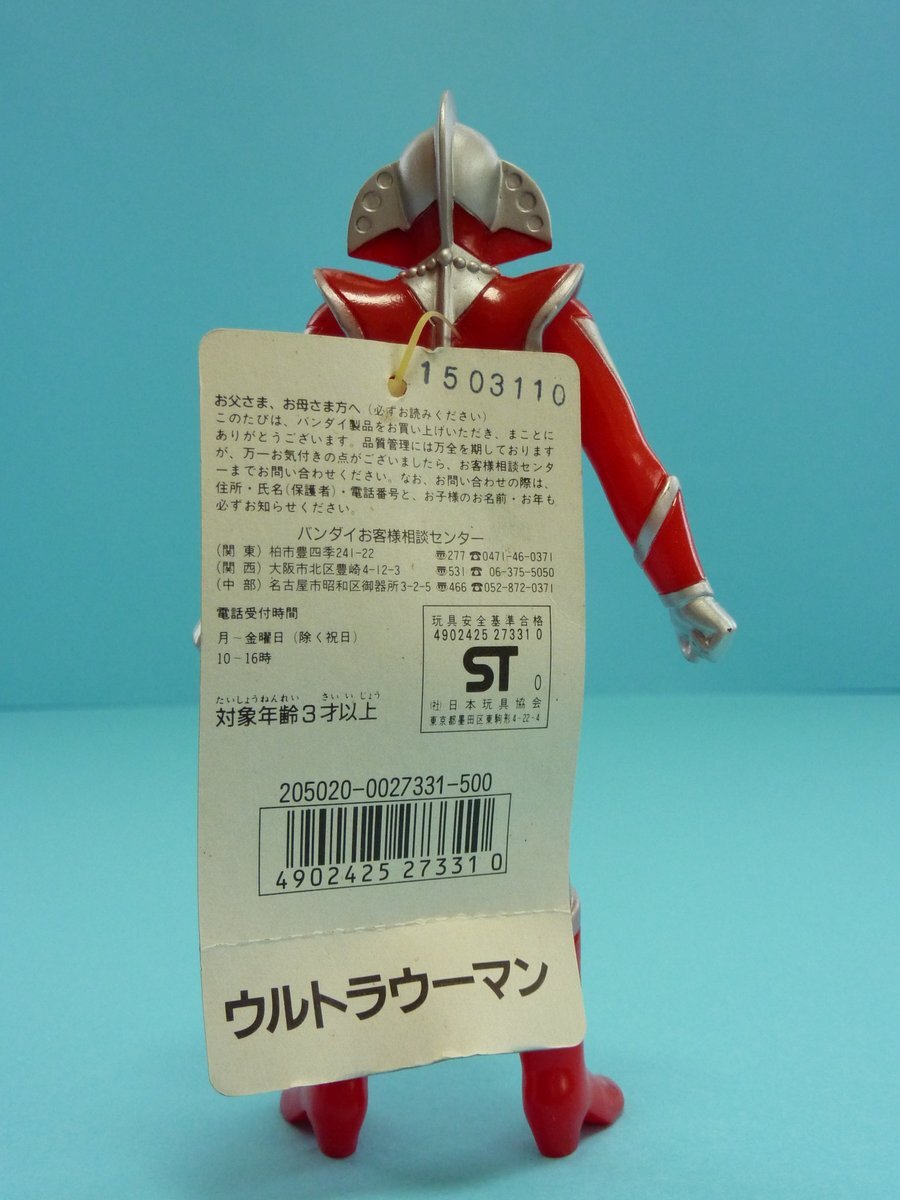 1503110
お父さま、お母さま方へ（必ずお読みください）
このたびは、バンダイ製品をお買い上げいただき、まことに
ありがとうございます。品質管理には万全を期しております
が、万一お気付きの点がございましたら、お客様相談センタ
ーまでお問い合わせください。なお、お問い合わせの際は、
住所・氏名(保護者)・電話番号と、お子様のお名前・お年も
必ずお知らせください。
バンダイお客様相談センター
（関 東）柏市豊四季241-22 〠277 ☎0471-46-0371
（関 西）大阪市北区豊崎4-12-3 〠531 ☎06-375-5050
（中 部）名古屋市昭和区御器所3-2-5 〠466 ☎052-872-0371
電話受付時間
月～金曜日（除く祝日）
10～16時
玩具安全基準合格
4902425 27331 0
ST 0
(社)日本玩具協会
東京都墨田区東駒形4-22-4
たいしょうねんれい さいいじょう
対象年齢3才以上
205020-0027331-500
4902425 27331 0
ウルトラウーマン